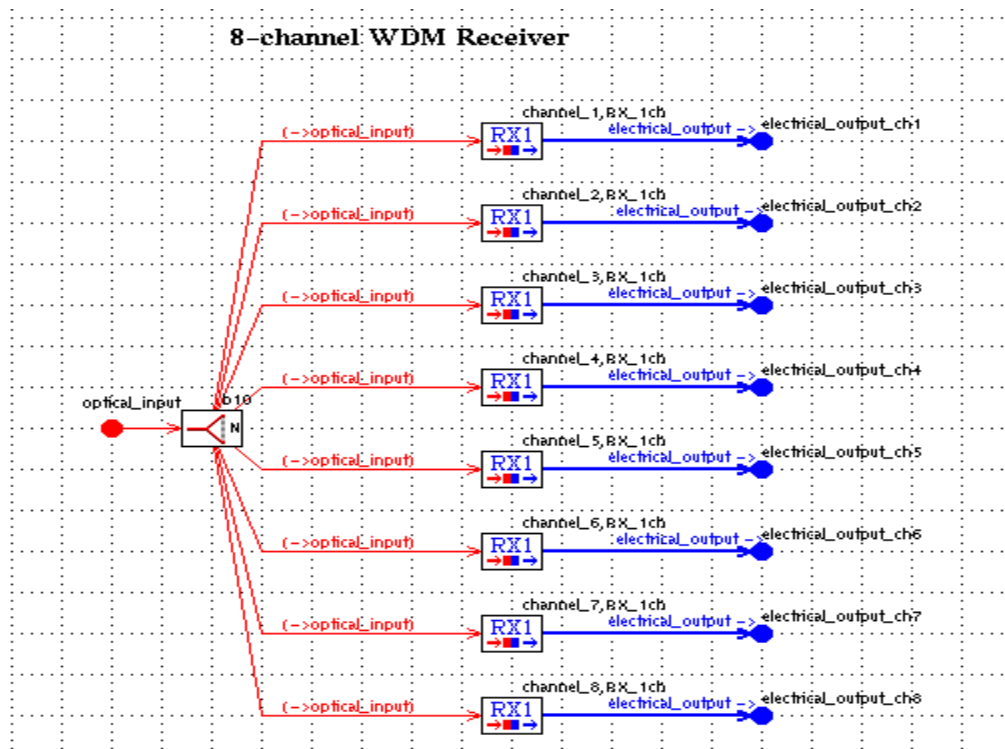 8-channel WDM Receiver
channel_1,RX_1ch
(->optical_input)
RX1
electrical_output ->
electrical_output_ch1
channel_2,RX_1ch
(->optical_input)
RX1
electrical_output ->
electrical_output_ch2
channel_3,RX_1ch
(->optical_input)
RX1
electrical_output ->
electrical_output_ch3
channel_4,RX_1ch
(->optical_input)
RX1
electrical_output ->
electrical_output_ch4
optical_input
b10
N
channel_5,RX_1ch
(->optical_input)
RX1
electrical_output ->
electrical_output_ch5
channel_6,RX_1ch
(->optical_input)
RX1
electrical_output ->
electrical_output_ch6
channel_7,RX_1ch
(->optical_input)
RX1
electrical_output ->
electrical_output_ch7
channel_8,RX_1ch
(->optical_input)
RX1
electrical_output ->
electrical_output_ch8